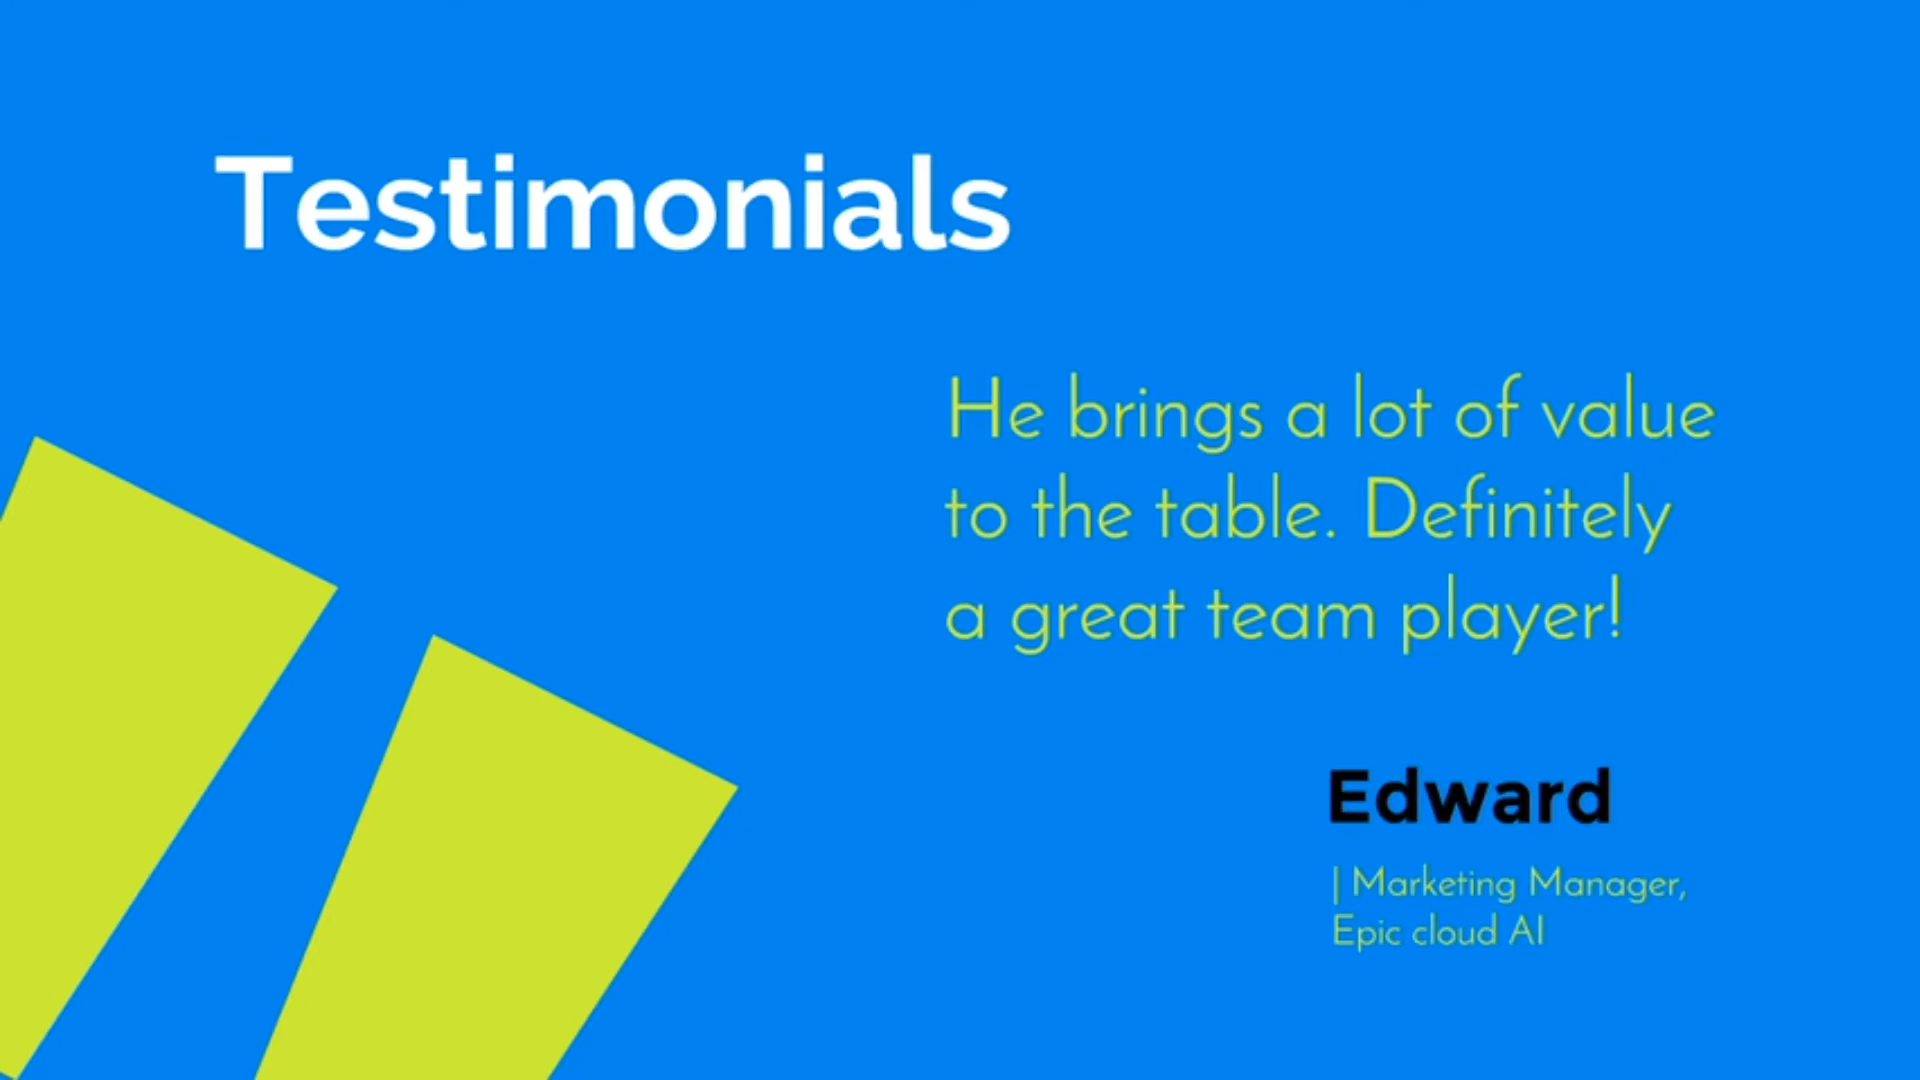 Testimonials
He brings a lot of value
to the table. Definitely
a great team player!
Edward
| Marketing Manager,
Epic cloud AI